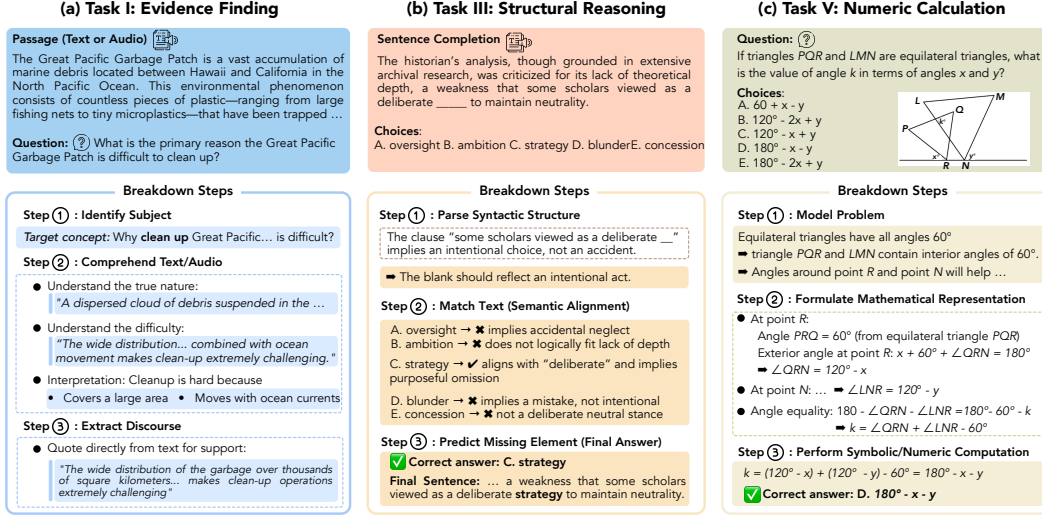 (a) Task I: Evidence Finding
Passage (Text or Audio)
The Great Pacific Garbage Patch is a vast accumulation of
marine debris located between Hawaii and California in the
North Pacific Ocean. This environmental phenomenon
consists of countless pieces of plastic—ranging from large
fishing nets to tiny microplastics—that have been trapped ...
Question: ? What is the primary reason the Great Pacific
Garbage Patch is difficult to clean up?
Breakdown Steps
Step 1 : Identify Subject
Target concept: Why clean up Great Pacific... is difficult?
Step 2 : Comprehend Text/Audio
● Understand the true nature:
"A dispersed cloud of debris suspended in the ...
● Understand the difficulty:
"The wide distribution... combined with ocean
movement makes clean-up extremely challenging."
● Interpretation: Cleanup is hard because
• Covers a large area • Moves with ocean currents
Step 3 : Extract Discourse
● Quote directly from text for support:
"The wide distribution of the garbage over thousands
of square kilometers... makes clean-up operations
extremely challenging"
(b) Task III: Structural Reasoning
Sentence Completion
The historian's analysis, though grounded in extensive
archival research, was criticized for its lack of theoretical
depth, a weakness that some scholars viewed as a
deliberate _____ to maintain neutrality.
Choices:
A. oversight B. ambition C. strategy D. blunderE. concession
Breakdown Steps
Step 1 : Parse Syntactic Structure
The clause "some scholars viewed as a deliberate __"
implies an intentional choice, not an accident.
➡ The blank should reflect an intentional act.
Step 2 : Match Text (Semantic Alignment)
A. oversight → ✖ implies accidental neglect
B. ambition → ✖ does not logically fit lack of depth
C. strategy → ✔ aligns with "deliberate" and implies
purposeful omission
D. blunder → ✖ implies a mistake, not intentional
E. concession → ✖ not a deliberate neutral stance
Step 3 : Predict Missing Element (Final Answer)
✅ Correct answer: C. strategy
Final Sentence: ... a weakness that some scholars
viewed as a deliberate strategy to maintain neutrality.
(c) Task V: Numeric Calculation
Question: ?
If triangles PQR and LMN are equilateral triangles, what
is the value of angle k in terms of angles x and y?
Choices:
A. 60 + x - y
B. 120° - 2x + y
C. 120° - x + y
D. 180° - x - y
E. 180° - 2x + y
L
M
Q
k°
P
x°
y°
R
N
Breakdown Steps
Step 1 : Model Problem
Equilateral triangles have all angles 60°
➡ triangle PQR and LMN contain interior angles of 60°.
➡ Angles around point R and point N will help ...
Step 2 : Formulate Mathematical Representation
● At point R:
Angle PRQ = 60° (from equilateral triangle PQR)
Exterior angle at point R: x + 60° + ∠QRN = 180°
➡ ∠QRN = 120° - x
● At point N: ... ➡ ∠LNR = 120° - y
● Angle equality: 180 - ∠QRN - ∠LNR =180°- 60° - k
➡ k = ∠QRN + ∠LNR - 60°
Step 3 : Perform Symbolic/Numeric Computation
k = (120° - x) + (120° - y) - 60° = 180° - x - y
✅ Correct answer: D. 180° - x - y